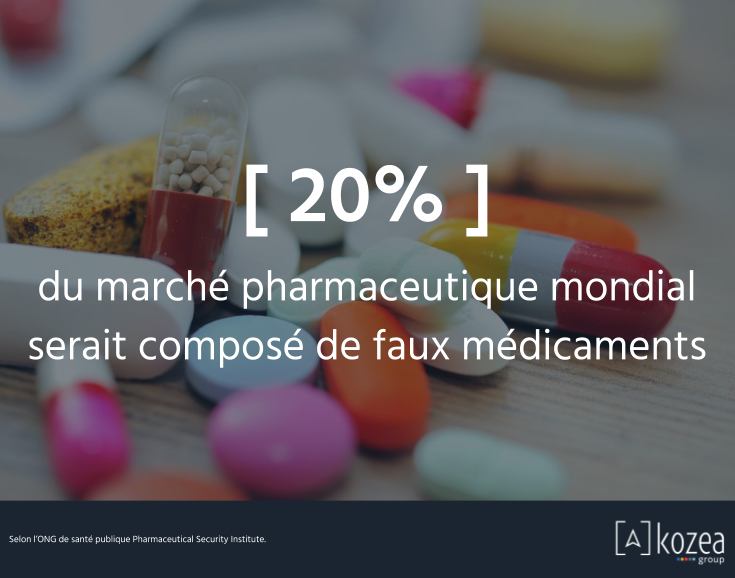 [ 20% ]
du marché pharmaceutique mondial
serait composé de faux médicaments
Selon l'ONG de santé publique Pharmaceutical Security Institute.
[A] kozea
group